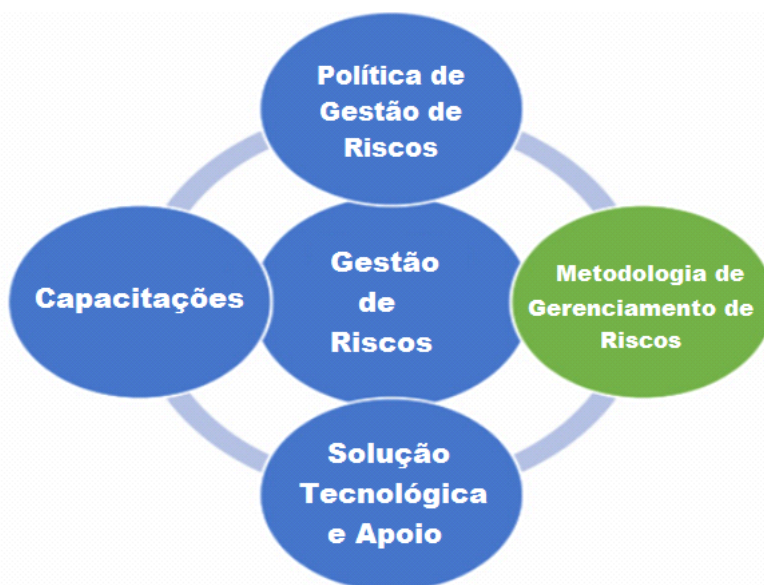 Política de
Gestão de
Riscos
Capacitações
Gestão
de
Riscos
Metodologia de
Gerenciamento de
Riscos
Solução
Tecnológica
e Apoio